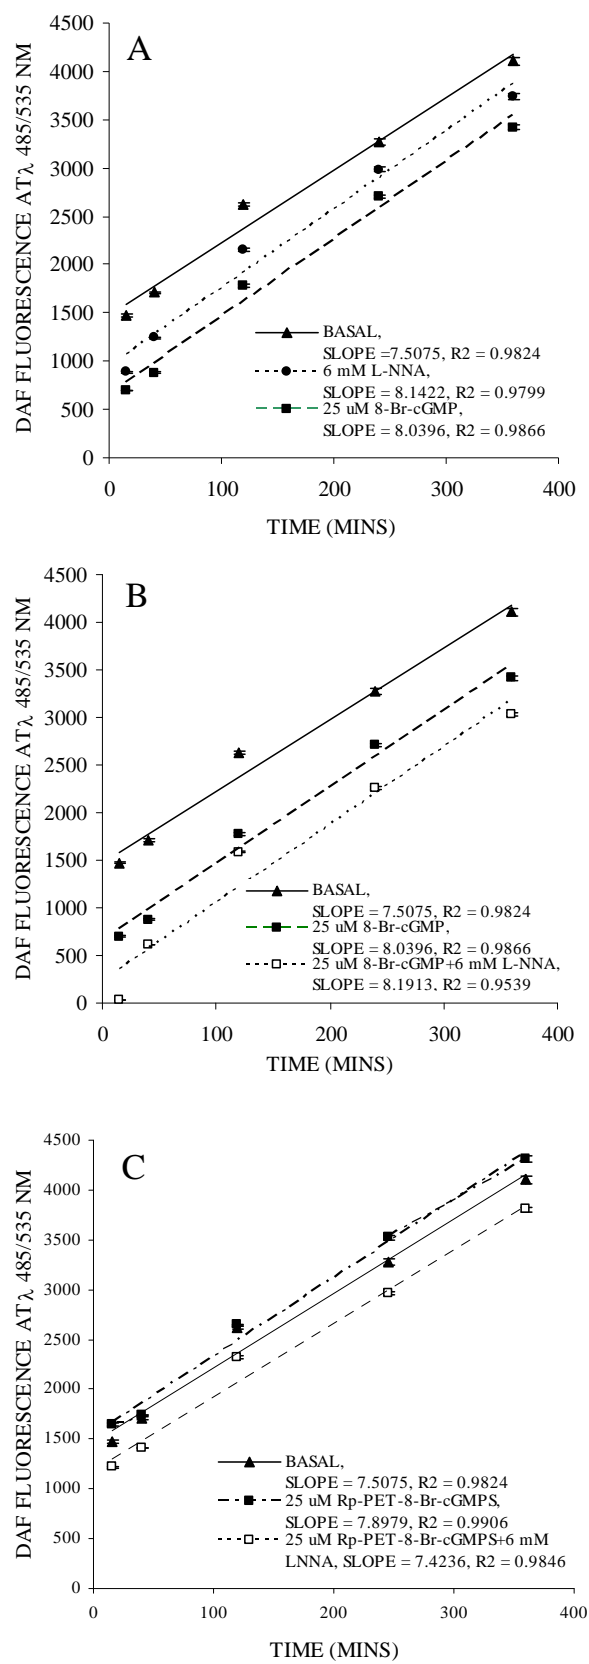 A
4500
4000
3500
3000
2500
2000
1500
1000
500
0
DAF FLUORESCENCE AT λ 485/535 NM
BASAL,
SLOPE =7.5075, R2 = 0.9824
6 mM L-NNA,
SLOPE = 8.1422, R2 = 0.9799
25 uM 8-Br-cGMP,
SLOPE = 8.0396, R2 = 0.9866
0 100 200 300 400
TIME (MINS)
B
4500
4000
3500
3000
2500
2000
1500
1000
500
0
DAF FLUORESCENCE AT λ 485/535 NM
BASAL,
SLOPE = 7.5075, R2 = 0.9824
25 uM 8-Br-cGMP,
SLOPE = 8.0396, R2 = 0.9866
25 uM 8-Br-cGMP+6 mM L-NNA,
SLOPE = 8.1913, R2 = 0.9539
0 100 200 300 400
TIME (MINS)
C
4500
4000
3500
3000
2500
2000
1500
1000
500
0
DAF FLUORESCENCE AT λ 485/535 NM
BASAL,
SLOPE = 7.5075, R2 = 0.9824
25 uM Rp-PET-8-Br-cGMPS,
SLOPE = 7.8979, R2 = 0.9906
25 uM Rp-PET-8-Br-cGMPS+6 mM
LNNA, SLOPE = 7.4236, R2 = 0.9846
0 100 200 300 400
TIME (MINS)